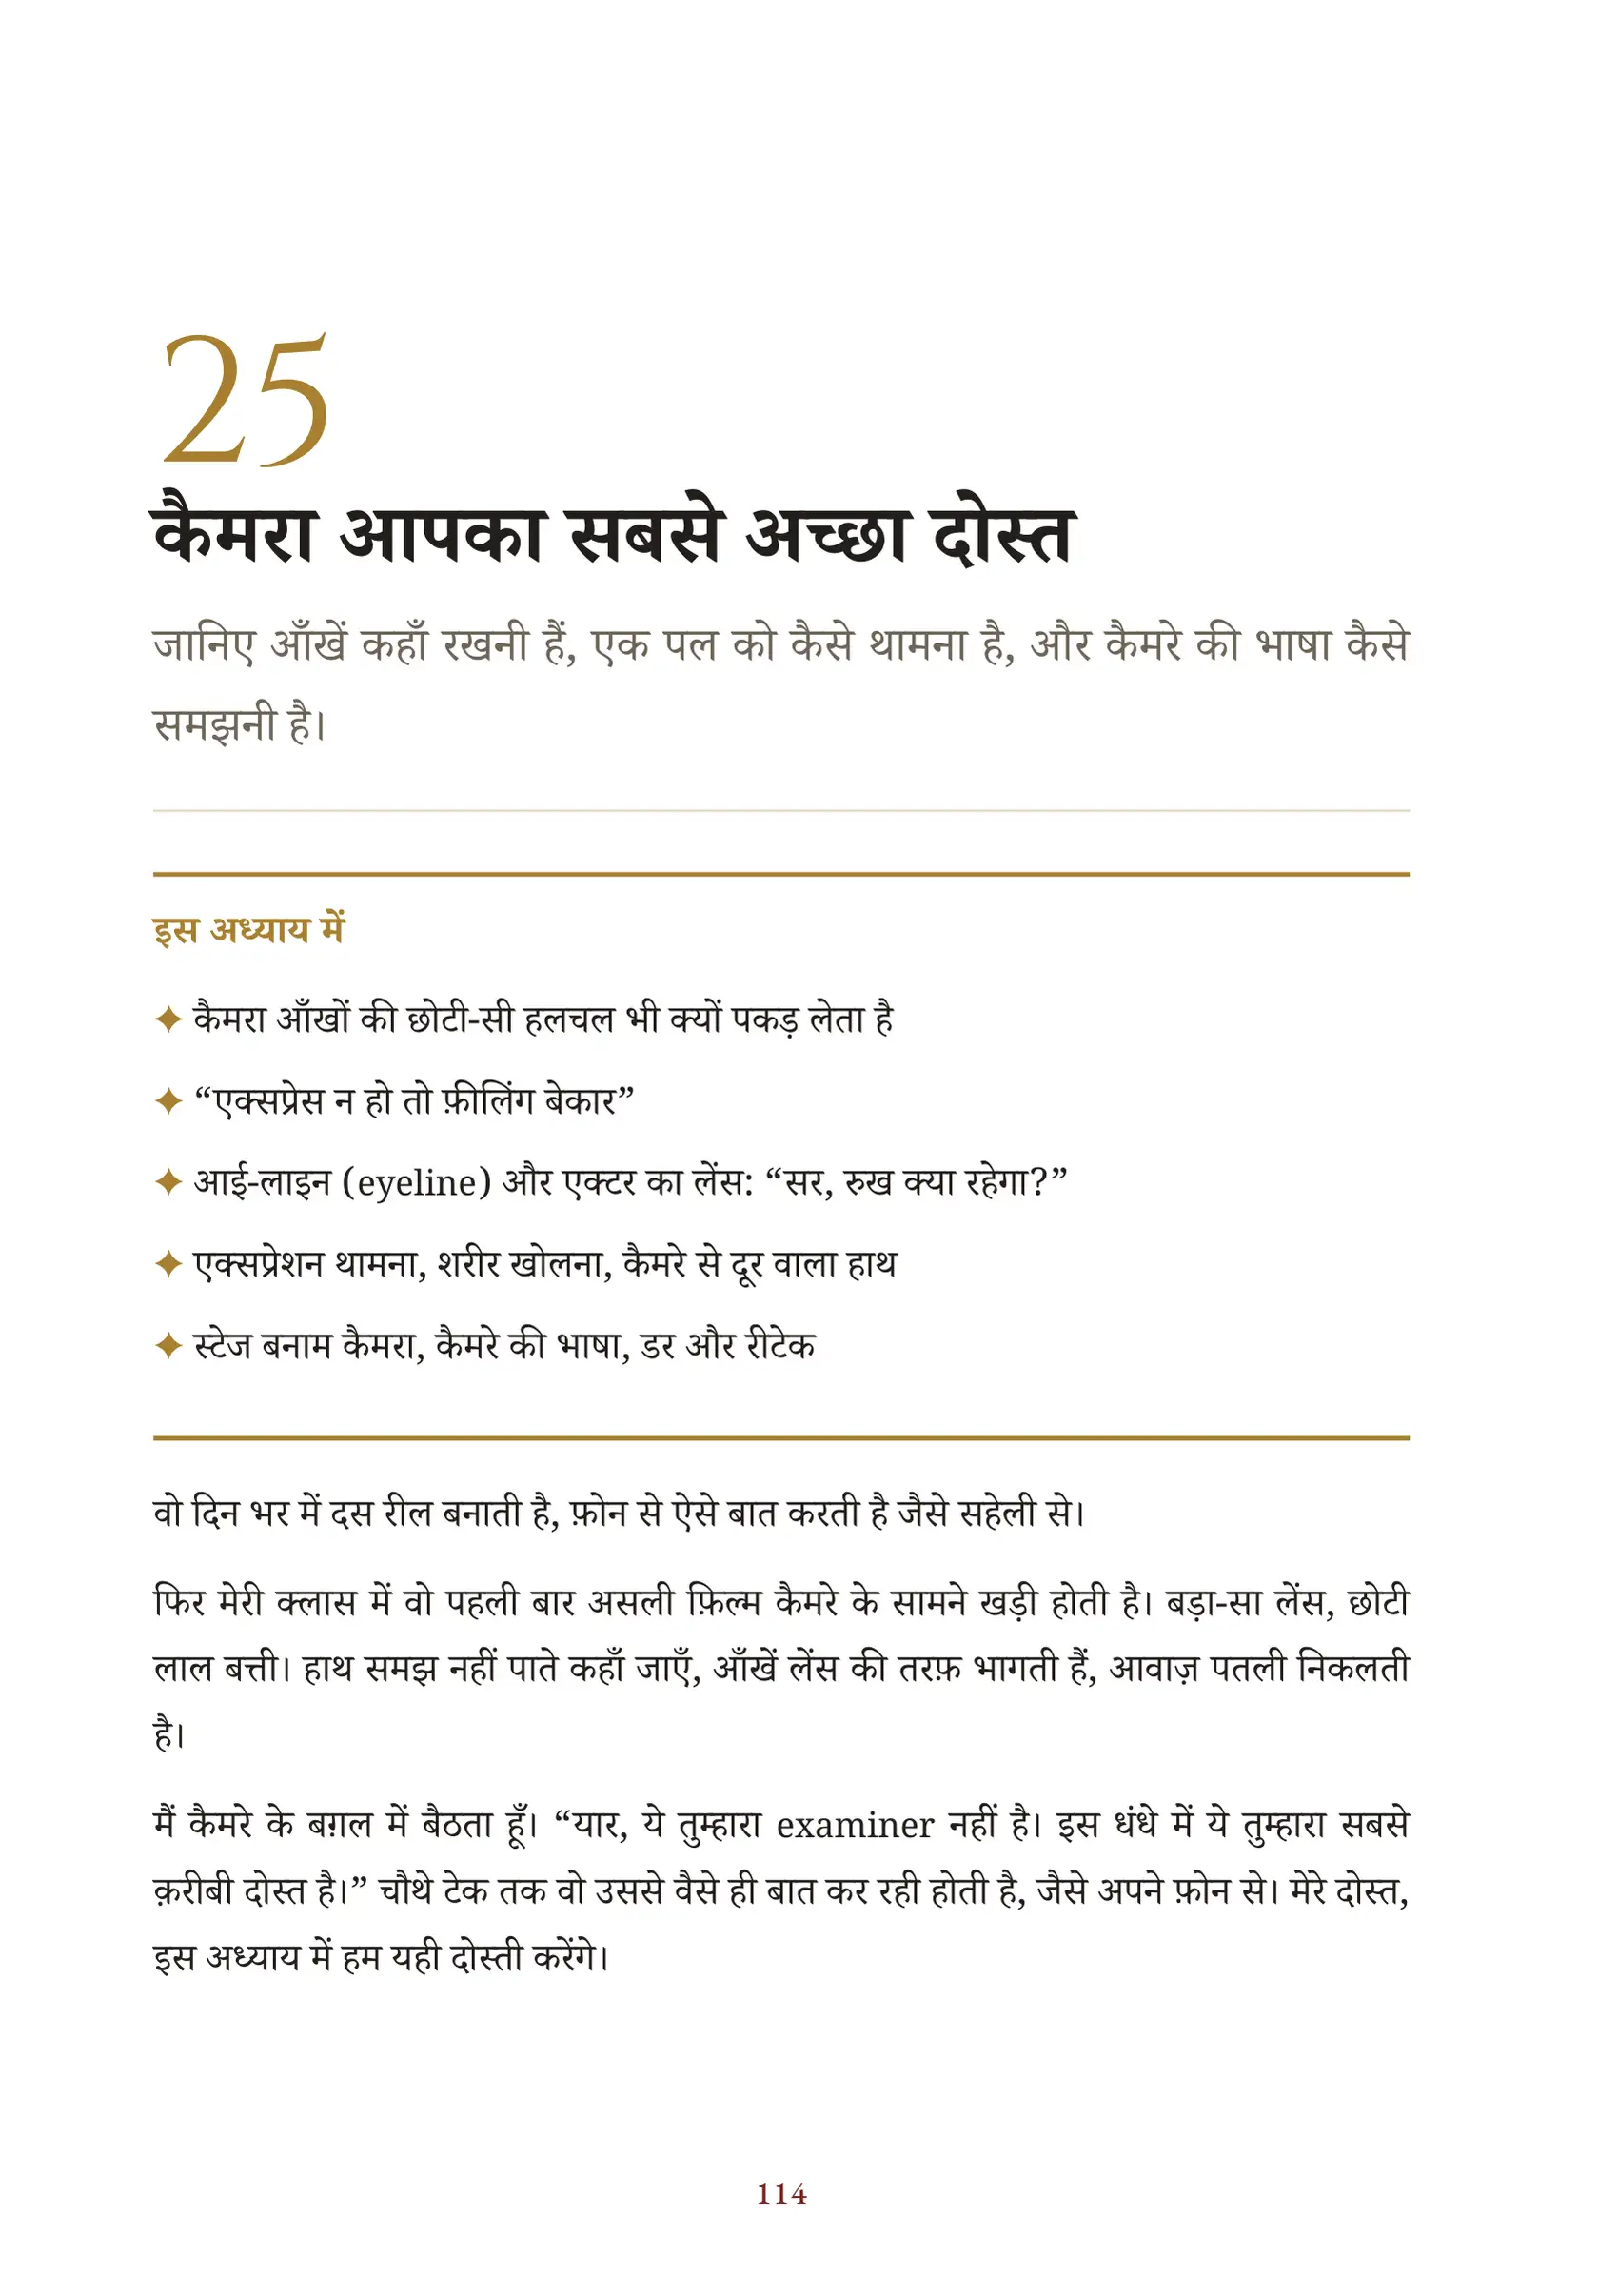 25
कैमरा आपका सबसे अच्छा दोस्त
जानिए आँखें कहाँ रखनी हैं, एक पल को कैसे थामना है, और कैमरे की भाषा कैसे
समझनी है।
इस अध्याय में
✦ कैमरा आँखों की छोटी-सी हलचल भी क्यों पकड़ लेता है
✦ “एक्सप्रेस न हो तो फ़ीलिंग बेकार”
✦ आई-लाइन (eyeline) और एक्टर का लेंस: “सर, रुख क्या रहेगा?”
✦ एक्सप्रेशन थामना, शरीर खोलना, कैमरे से दूर वाला हाथ
✦ स्टेज बनाम कैमरा, कैमरे की भाषा, डर और रीटेक
वो दिन भर में दस रील बनाती है, फ़ोन से ऐसे बात करती है जैसे सहेली से।
फिर मेरी क्लास में वो पहली बार असली फ़िल्म कैमरे के सामने खड़ी होती है। बड़ा-सा लेंस, छोटी
लाल बत्ती। हाथ समझ नहीं पाते कहाँ जाएँ, आँखें लेंस की तरफ़ भागती हैं, आवाज़ पतली निकलती
है।
मैं कैमरे के बग़ल में बैठता हूँ। “यार, ये तुम्हारा examiner नहीं है। इस धंधे में ये तुम्हारा सबसे
क़रीबी दोस्त है।” चौथे टेक तक वो उससे वैसे ही बात कर रही होती है, जैसे अपने फ़ोन से। मेरे दोस्त,
इस अध्याय में हम यही दोस्ती करेंगे।
114